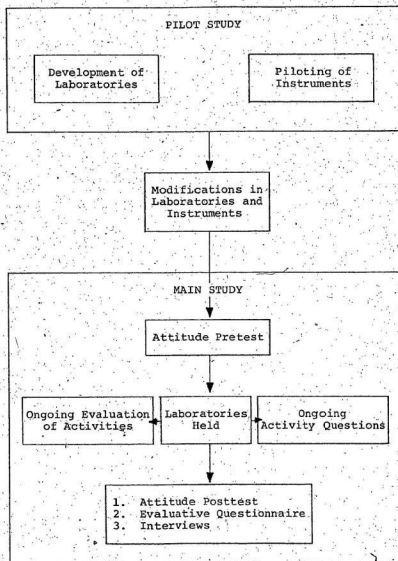 PILOT STUDY
Development of
Laboratories
Piloting of
Instruments
Modifications in
Laboratories and
Instruments
MAIN STUDY
Attitude Pretest
Ongoing Evaluation
of Activities
Laboratories
Held
Ongoing
Activity Questions
1. Attitude Posttest
2. Evaluative Questionnaire
3. Interviews